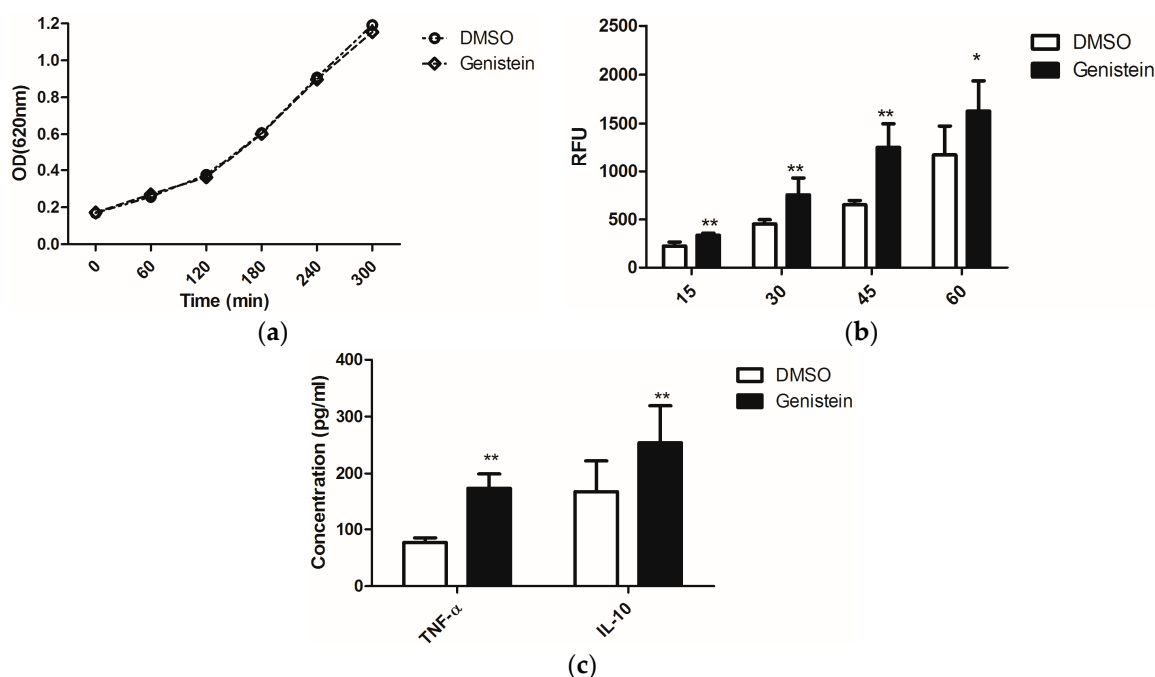 1.2
1.0
0.8
0.6
0.4
0.2
0.0
OD(620nm)
0 60 120 180 240 300
Time (min)
DMSO
Genistein
(a)
2500
2000
1500
1000
500
0
RFU
** ** ** *
15 30 45 60
DMSO
Genistein
(b)
400
300
200
100
0
Concentration (pg/ml)
** **
TNF-α IL-10
DMSO
Genistein
(c)